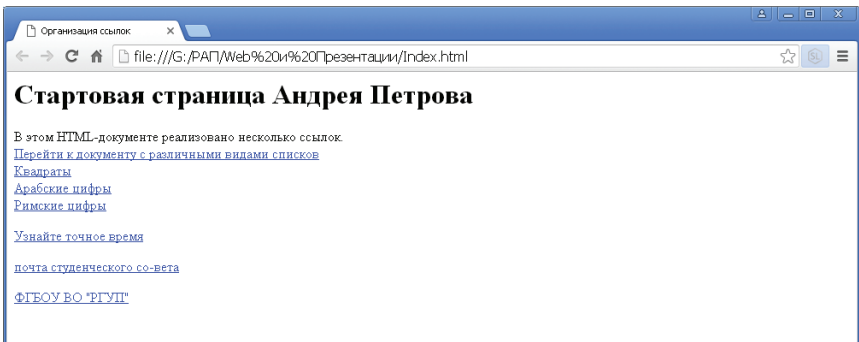 Организация ссылок
file:///G:/РАП/Web%20и%20Презентации/Index.html
Стартовая страница Андрея Петрова
В этом HTML-документе реализовано несколько ссылок.
Перейти к документу с различными видами списков
Квадраты
Арабские цифры
Римские цифры
Узнайте точное время
почта студенческого со-вета
ФГБОУ ВО "РГУП"